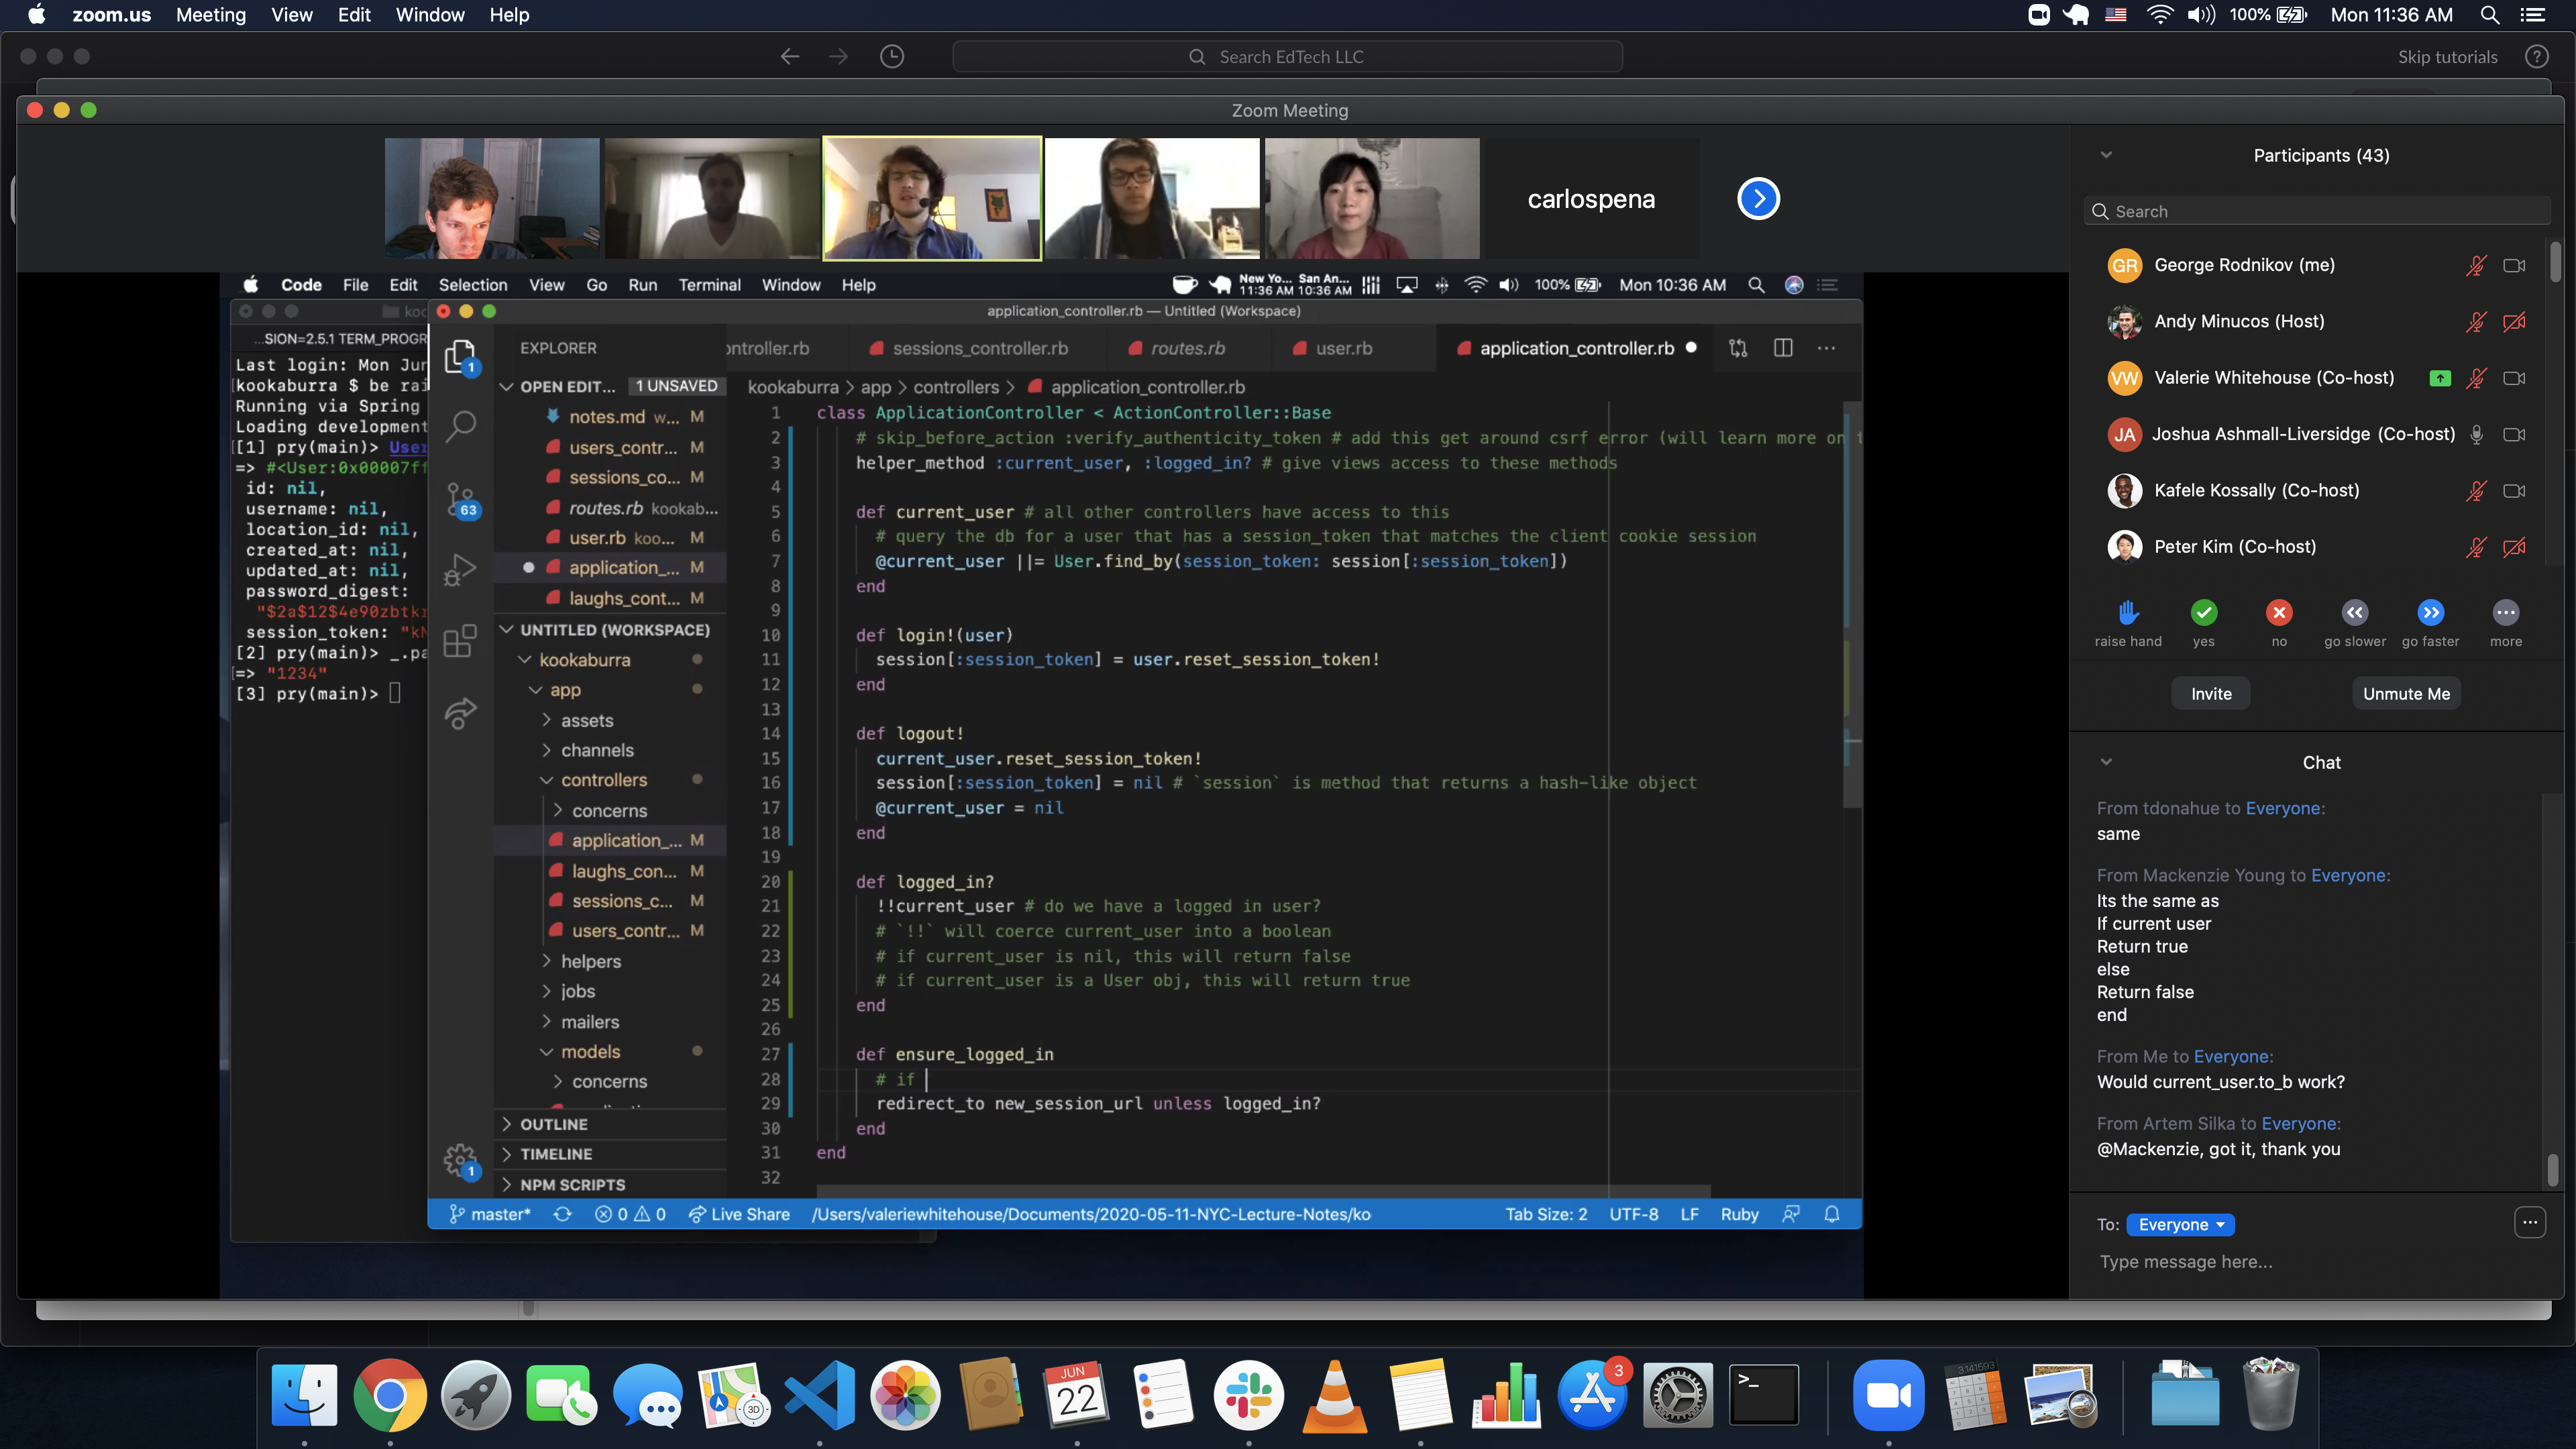 zoom.us Meeting View Edit Window Help
100% Mon 11:36 AM
Search EdTech LLC
Skip tutorials
Zoom Meeting
carlospena
Code File Edit Selection View Go Run Terminal Window Help
New Yo... San An...
11:36 AM 10:36 AM
100% Mon 10:36 AM
application_controller.rb — Untitled (Workspace)
...SION=2.5.1 TERM_PROGR
Last login: Mon Jun
kookaburra $ be rai
Running via Spring
Loading development
[1] pry(main)> User
=> #<User:0x00007ff
id: nil,
username: nil,
location_id: nil,
created_at: nil,
updated_at: nil,
password_digest:
"$2a$12$4e90zbtkr
session_token: "kN
[2] pry(main)> _.pa
=> "1234"
[3] pry(main)>
EXPLORER
OPEN EDIT... 1 UNSAVED
notes.md w... M
users_contr... M
sessions_co... M
routes.rb kookab...
user.rb koo... M
application_... M
laughs_cont... M
UNTITLED (WORKSPACE)
kookaburra
app
assets
channels
controllers
concerns
application_... M
laughs_con... M
sessions_c... M
users_contr... M
helpers
jobs
mailers
models
concerns
OUTLINE
TIMELINE
NPM SCRIPTS
1
63
1
ontroller.rb sessions_controller.rb routes.rb user.rb application_controller.rb
kookaburra > app > controllers > application_controller.rb
1 class ApplicationController < ActionController::Base
2 # skip_before_action :verify_authenticity_token # add this get around csrf error (will learn more on t
3 helper_method :current_user, :logged_in? # give views access to these methods
4
5 def current_user # all other controllers have access to this
6 # query the db for a user that has a session_token that matches the client cookie session
7 @current_user ||= User.find_by(session_token: session[:session_token])
8 end
9
10 def login!(user)
11 session[:session_token] = user.reset_session_token!
12 end
13
14 def logout!
15 current_user.reset_session_token!
16 session[:session_token] = nil # `session` is method that returns a hash-like object
17 @current_user = nil
18 end
19
20 def logged_in?
21 !!current_user # do we have a logged in user?
22 # `!!` will coerce current_user into a boolean
23 # if current_user is nil, this will return false
24 # if current_user is a User obj, this will return true
25 end
26
27 def ensure_logged_in
28 # if
29 redirect_to new_session_url unless logged_in?
30 end
31 end
32
master* 0 0 Live Share /Users/valeriewhitehouse/Documents/2020-05-11-NYC-Lecture-Notes/ko Tab Size: 2 UTF-8 LF Ruby
Participants (43)
Search
GR George Rodnikov (me)
Andy Minucos (Host)
VW Valerie Whitehouse (Co-host)
JA Joshua Ashmall-Liversidge (Co-host)
Kafele Kossally (Co-host)
Peter Kim (Co-host)
raise hand yes no go slower go faster more
Invite Unmute Me
Chat
From tdonahue to Everyone:
same
From Mackenzie Young to Everyone:
Its the same as
If current user
Return true
else
Return false
end
From Me to Everyone:
Would current_user.to_b work?
From Artem Silka to Everyone:
@Mackenzie, got it, thank you
To: Everyone
Type message here...
3D
JUN
22
3
>_
3.141593